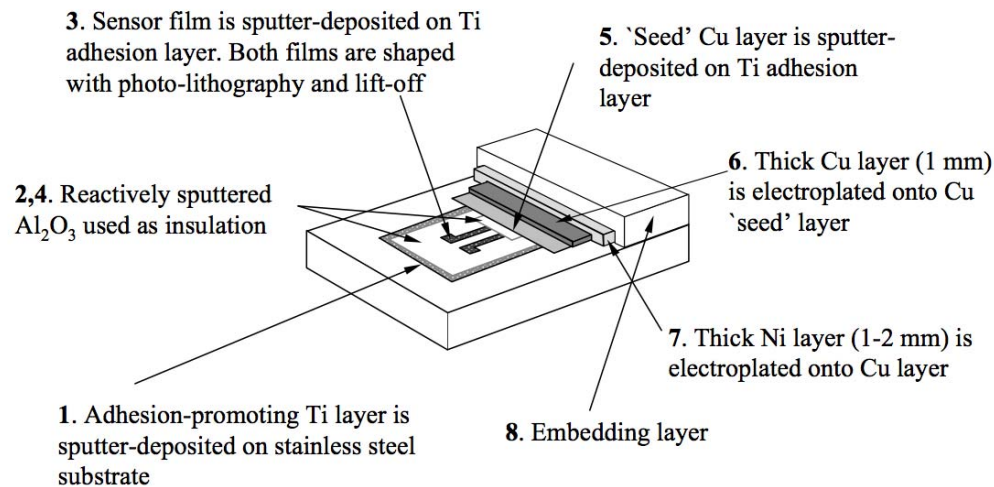 3. Sensor film is sputter-deposited on Ti
adhesion layer. Both films are shaped
with photo-lithography and lift-off
5. `Seed’ Cu layer is sputter-
deposited on Ti adhesion
layer
6. Thick Cu layer (1 mm)
is electroplated onto Cu
`seed’ layer
2,4. Reactively sputtered
Al₂O₃ used as insulation
7. Thick Ni layer (1-2 mm) is
electroplated onto Cu layer
1. Adhesion-promoting Ti layer is
sputter-deposited on stainless steel
substrate
8. Embedding layer